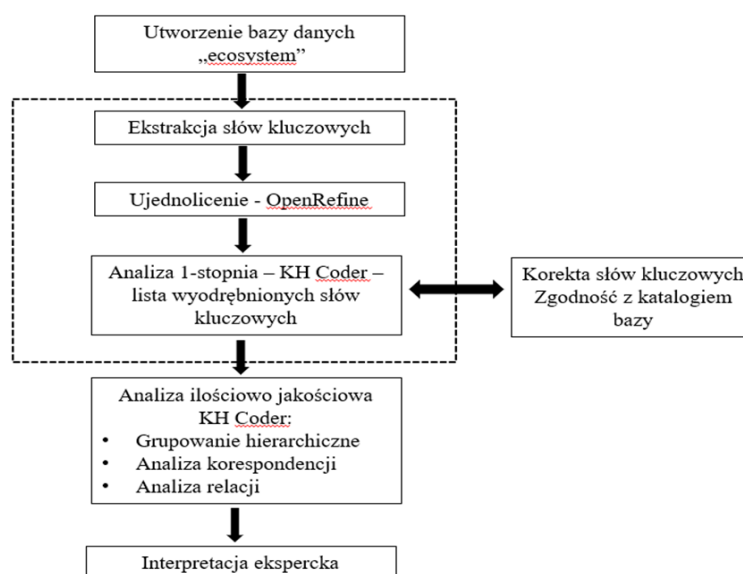 Utworzenie bazy danych
„ecosystem”
Ekstrakcja słów kluczowych
Ujednolicenie - OpenRefine
Analiza 1-stopnia – KH Coder –
lista wyodrębnionych słów
kluczowych
Korekta słów kluczowych
Zgodność z katalogiem
bazy
Analiza ilościowo jakościowa
KH Coder:
• Grupowanie hierarchiczne
• Analiza korespondencji
• Analiza relacji
Interpretacja ekspercka